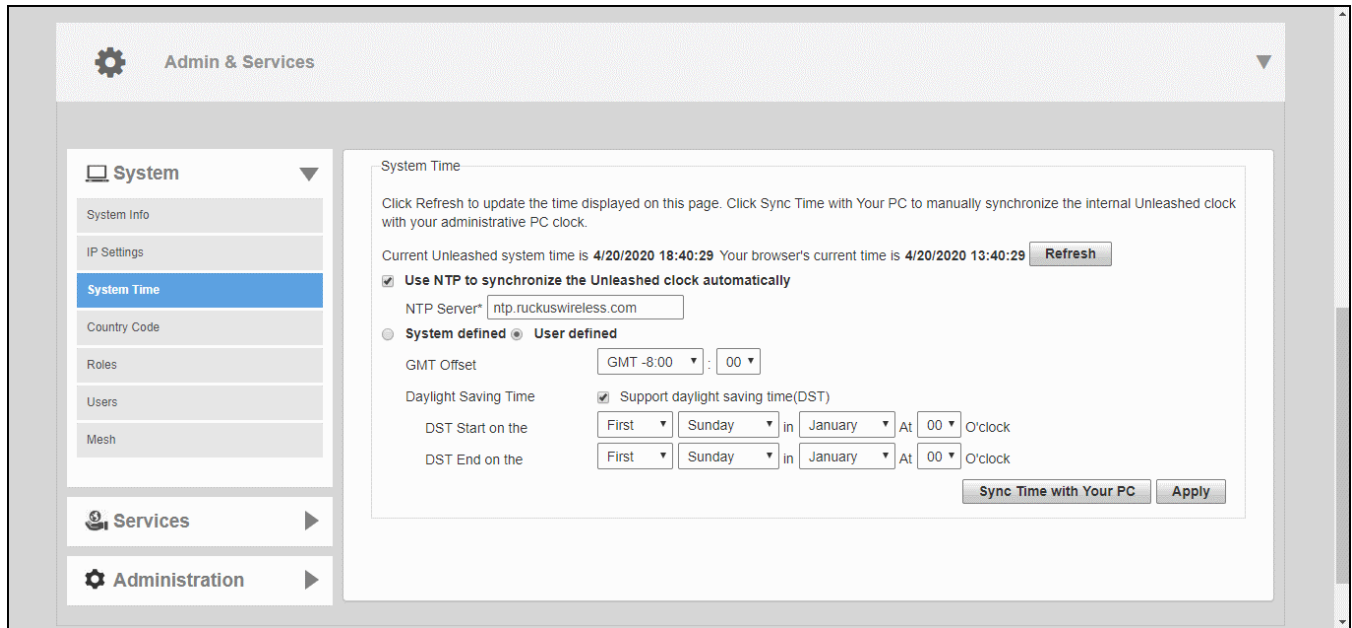 Admin & Services
System
System Info
IP Settings
System Time
Country Code
Roles
Users
Mesh
Services
Administration
System Time
Click Refresh to update the time displayed on this page. Click Sync Time with Your PC to manually synchronize the internal Unleashed clock
with your administrative PC clock.
Current Unleashed system time is 4/20/2020 18:40:29 Your browser's current time is 4/20/2020 13:40:29 Refresh
Use NTP to synchronize the Unleashed clock automatically
NTP Server* ntp.ruckuswireless.com
System defined User defined
GMT Offset GMT -8:00 : 00
Daylight Saving Time Support daylight saving time(DST)
DST Start on the First Sunday in January At 00 O'clock
DST End on the First Sunday in January At 00 O'clock
Sync Time with Your PC Apply